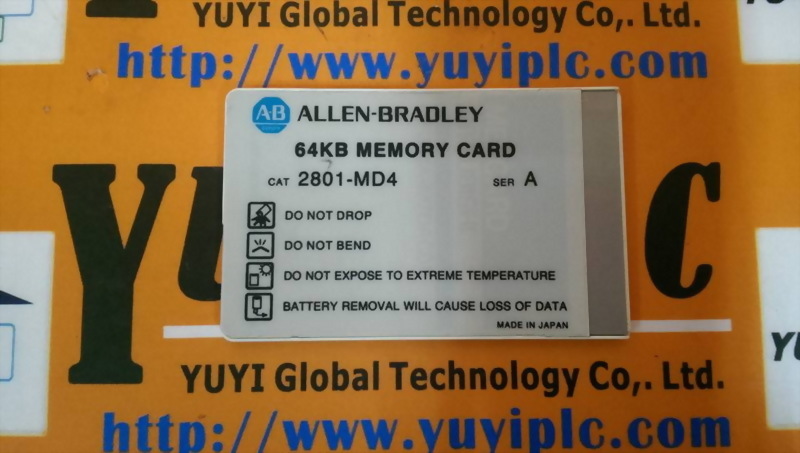 YUYI Global Technology Co,. Ltd.
http://www.yuyiplc.com
AB ALLEN-BRADLEY
64KB MEMORY CARD
CAT 2801-MD4 SER A
DO NOT DROP
DO NOT BEND
DO NOT EXPOSE TO EXTREME TEMPERATURE
BATTERY REMOVAL WILL CAUSE LOSS OF DATA
MADE IN JAPAN
YUYI Global Technology Co,. Ltd.
http://www.yuyiplc.com